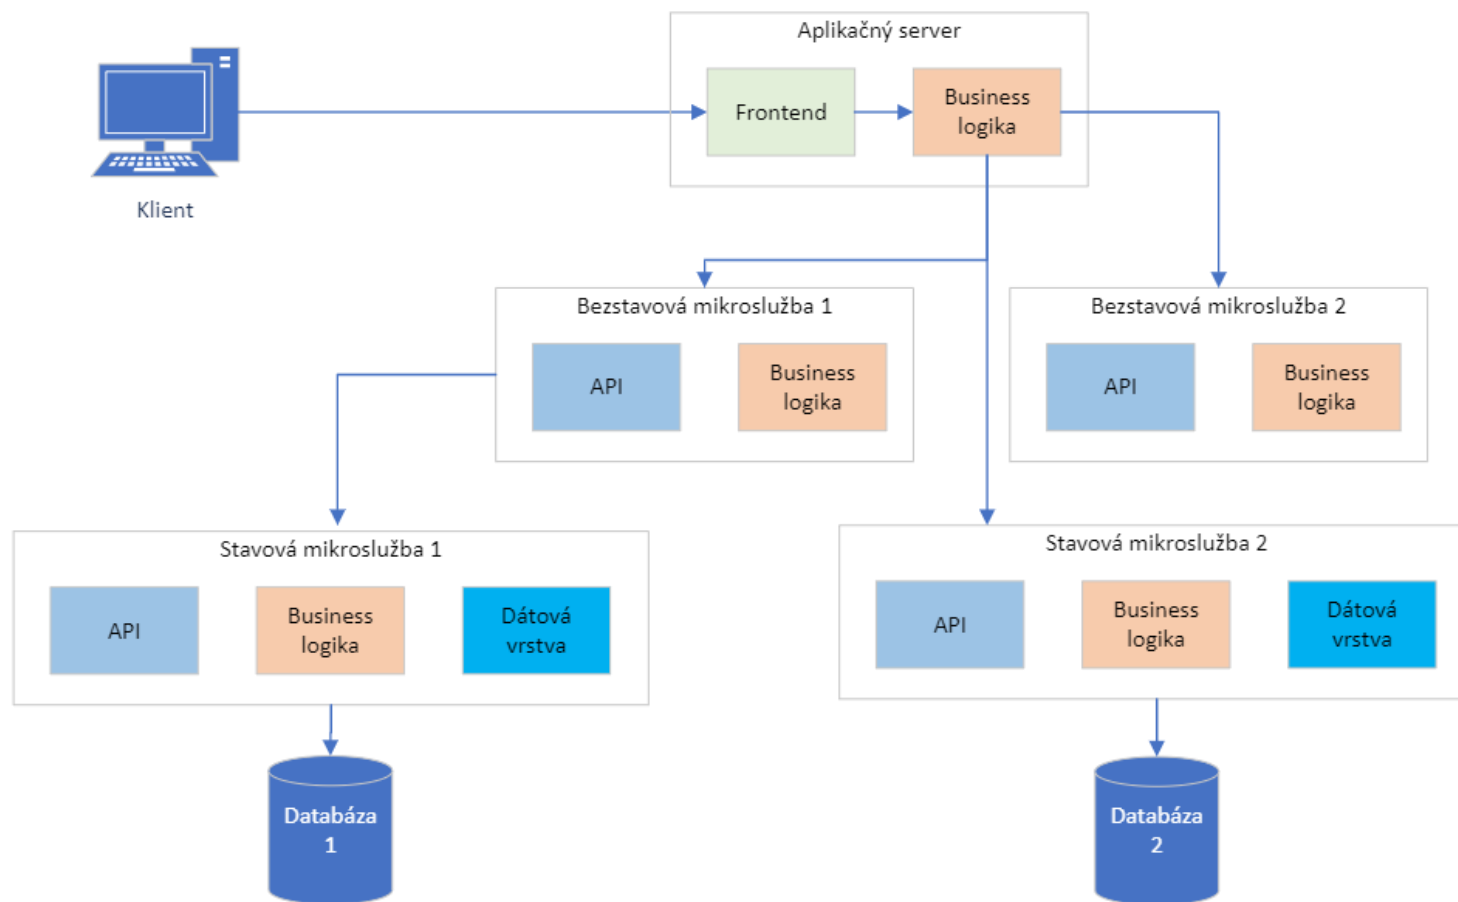 Aplikačný server
Frontend
Business
logika
Klient
Bezstavová mikroslužba 1
API
Business
logika
Bezstavová mikroslužba 2
API
Business
logika
Stavová mikroslužba 1
API
Business
logika
Dátová
vrstva
Stavová mikroslužba 2
API
Business
logika
Dátová
vrstva
Databáza
1
Databáza
2